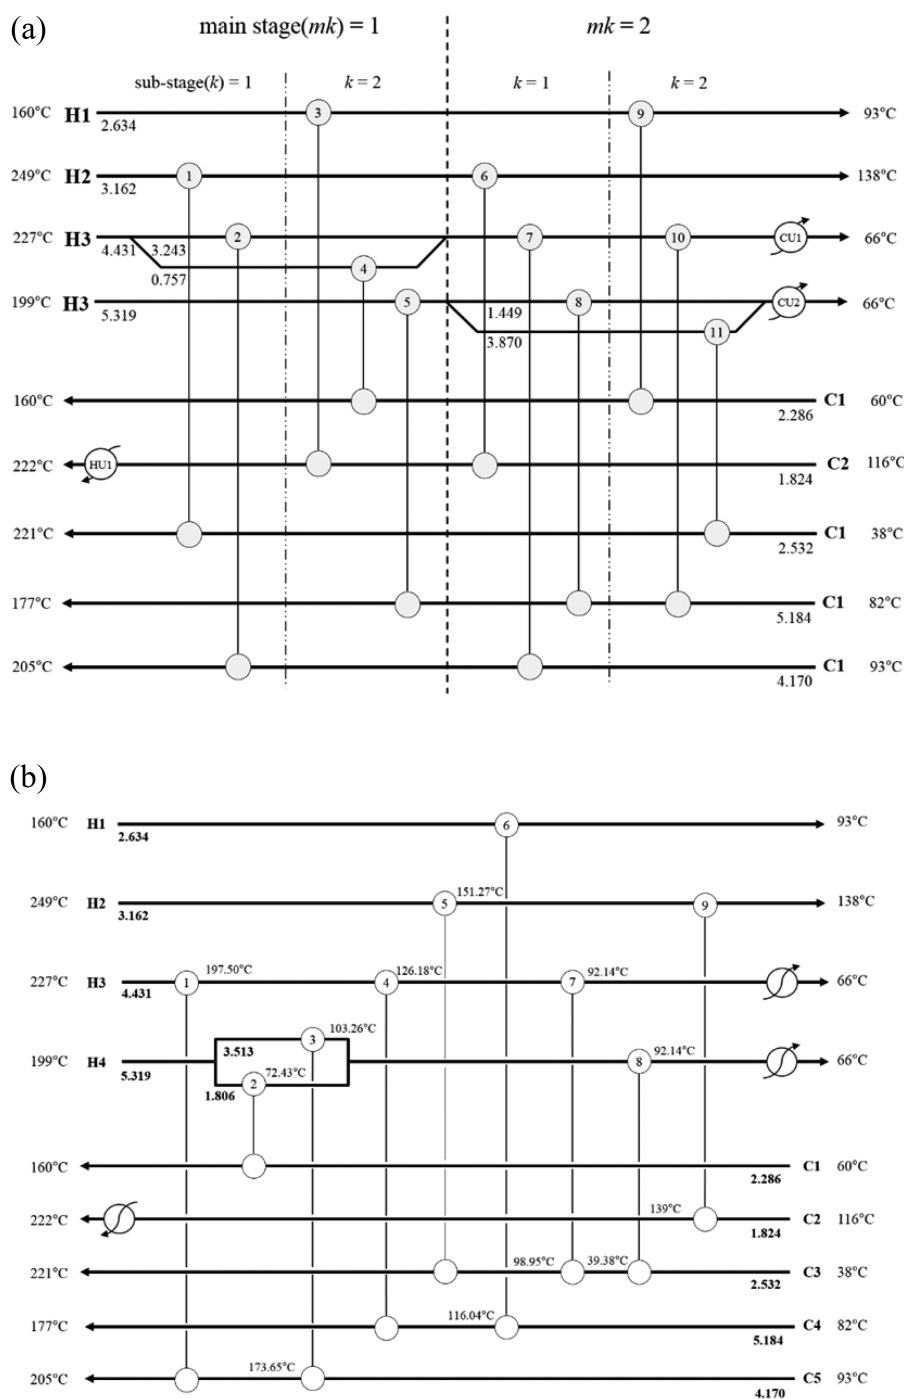 (a)
main stage(mk) = 1 mk = 2
sub-stage(k) = 1 k = 2 k = 1 k = 2
160°C H1 3 9 93°C
2.634
249°C H2 1 6 138°C
3.162
227°C H3 2 7 10 CU1 66°C
4.431 3.243
0.757 4
199°C H3 5 1.449 8 CU2 66°C
5.319 3.870 11
160°C C1 60°C
2.286
222°C HU1 C2 116°C
1.824
221°C C1 38°C
2.532
177°C C1 82°C
5.184
205°C C1 93°C
4.170
(b)
160°C H1 6 93°C
2.634
151.27°C
249°C H2 5 9 138°C
3.162
197.50°C 126.18°C 92.14°C
227°C H3 1 4 7 66°C
4.431
3 103.26°C
3.513
199°C H4 8 92.14°C 66°C
5.319 2 72.43°C
1.806
160°C C1 60°C
2.286
139°C
222°C C2 116°C
1.824
98.95°C 39.38°C
221°C C3 38°C
2.532
116.04°C
177°C C4 82°C
5.184
173.65°C
205°C C5 93°C
4.170